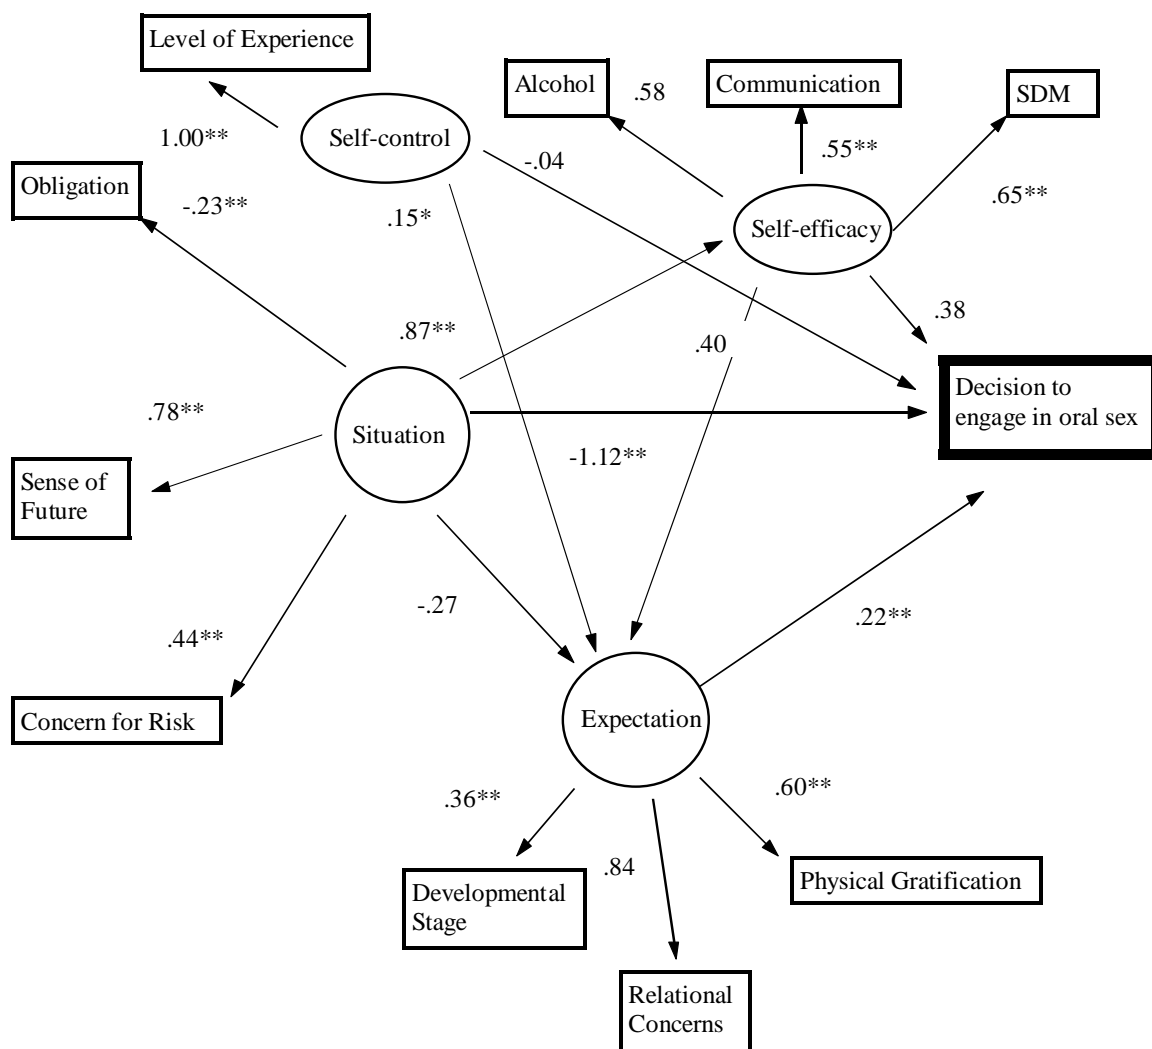 Level of Experience
Alcohol
.58
Communication
SDM
1.00**
Self-control
-.04
.55**
Obligation
-.23**
.15*
.65**
Self-efficacy
.87**
.40
.38
.78**
Situation
Decision to
engage in oral sex
-1.12**
Sense of
Future
.44**
-.27
.22**
Concern for Risk
Expectation
.36**
.60**
.84
Developmental
Stage
Physical Gratification
Relational
Concerns